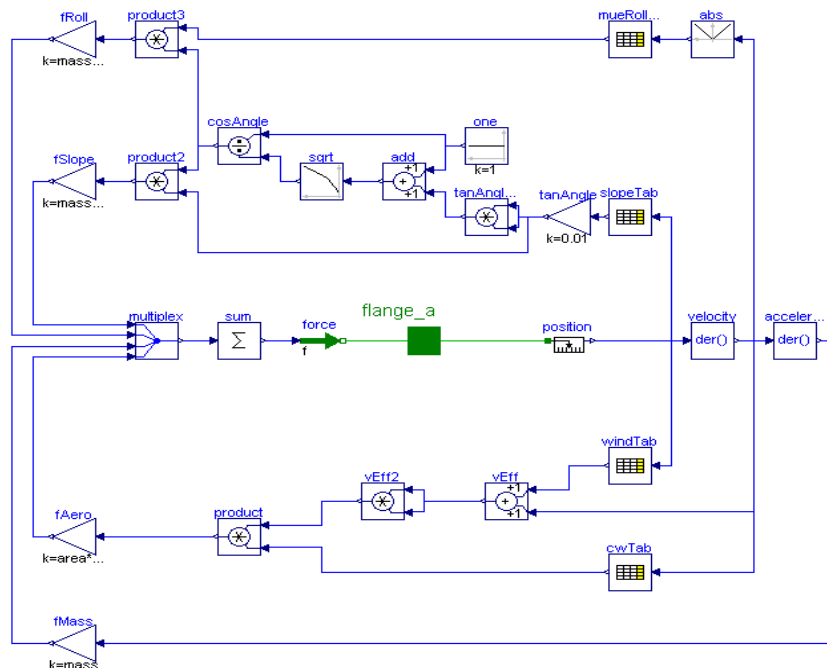 fRoll
product3
mueRoll...
abs
k=mass...
cosAngle
one
fSlope
product2
sqrt
add
+1
+1
k=1
tanAngl...
tanAngle
slopeTab
k=mass...
k=0.01
multiplex
sum
Σ
force
f
flange_a
position
velocity
der()
acceler...
der()
windTab
vEff2
vEff
+1
+1
fAero
product
cwTab
k=area*...
fMass
k=mass